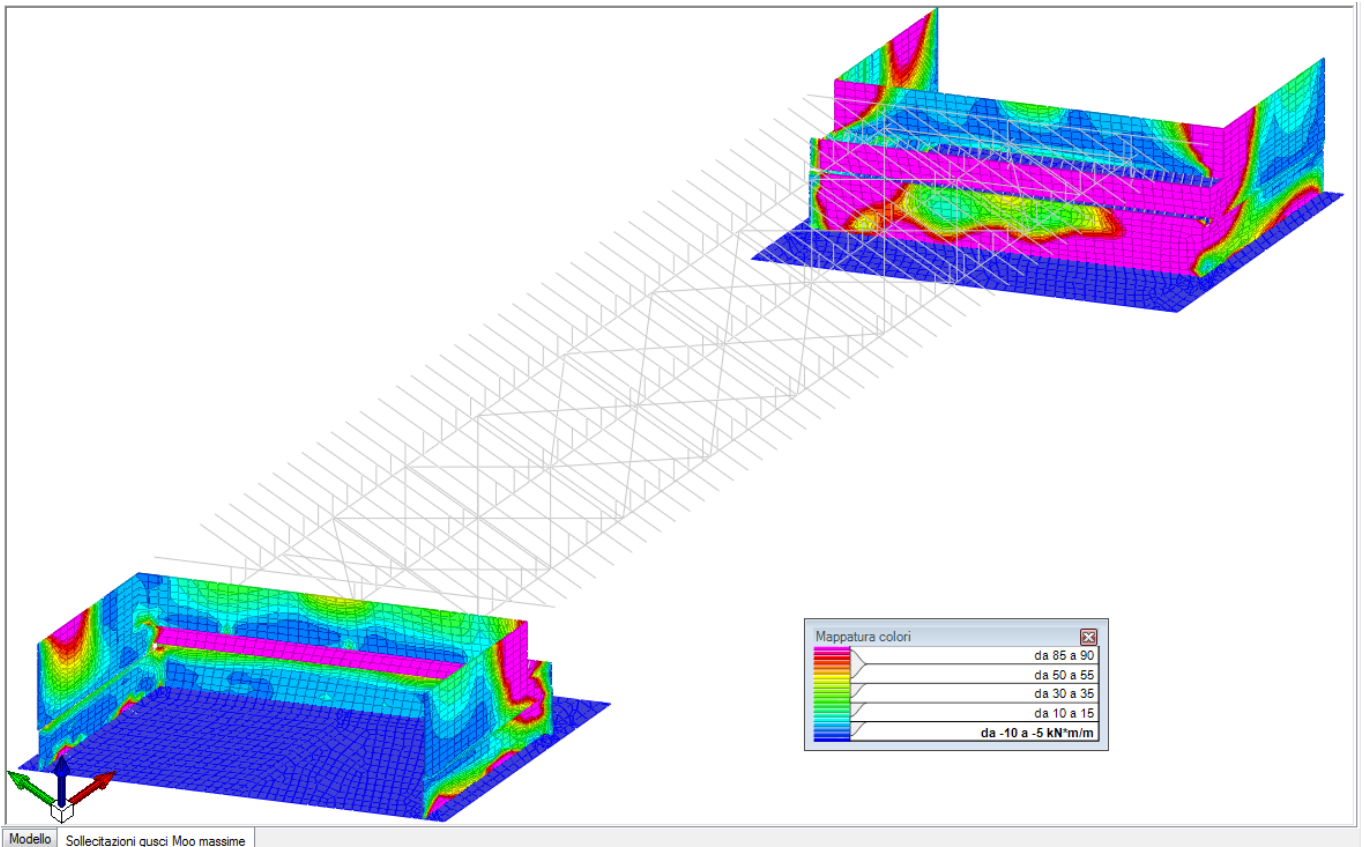 Mappatura colori
da 85 a 90
da 50 a 55
da 30 a 35
da 10 a 15
da -10 a -5 kN*m/m
Modello
Sollecitazioni gusci Moo massime